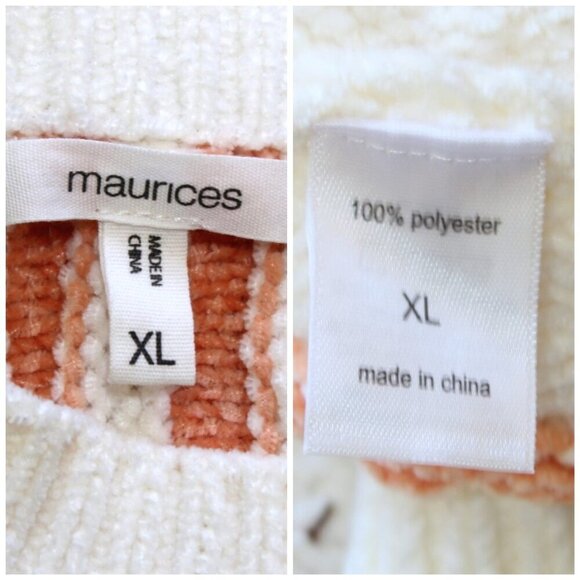 maurices
MADE IN
CHINA
XL
100% polyester
XL
made in china